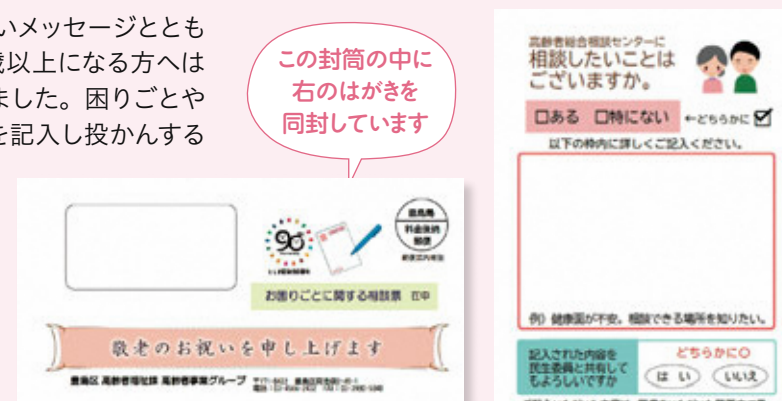 いメッセージととも
歳以上になる方へは
ました。困りごとや
を記入し投かんする
この封筒の中に
右のはがきを
同封しています
90
豊島局
料金後納
郵便
お困りごとに関する相談票 在中
敬老のお祝いを申し上げます
豊島区 高齢者福祉課 高齢者事業グループ
高齢者総合相談センターに
相談したいことは
ございますか。
□ある □特にない ←どちらかに☑
以下の枠内に詳しくご記入ください。
例）健康面が不安。相談できる場所を知りたい。
記入された内容を
民生委員と共有して
もよろしいですか
どちらかに○
はい いいえ